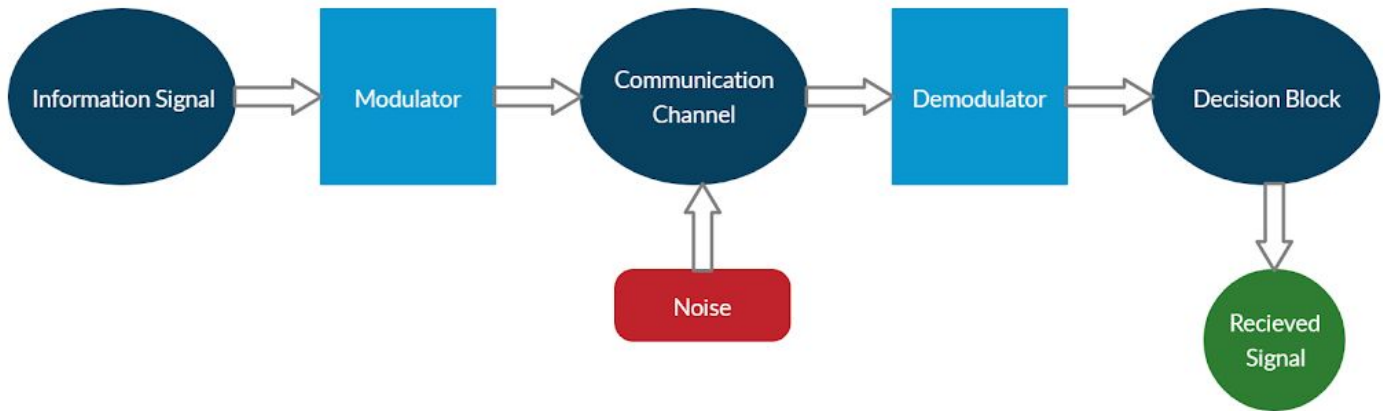 Information Signal
Modulator
Communication
Channel
Demodulator
Decision Block
Noise
Recieved
Signal